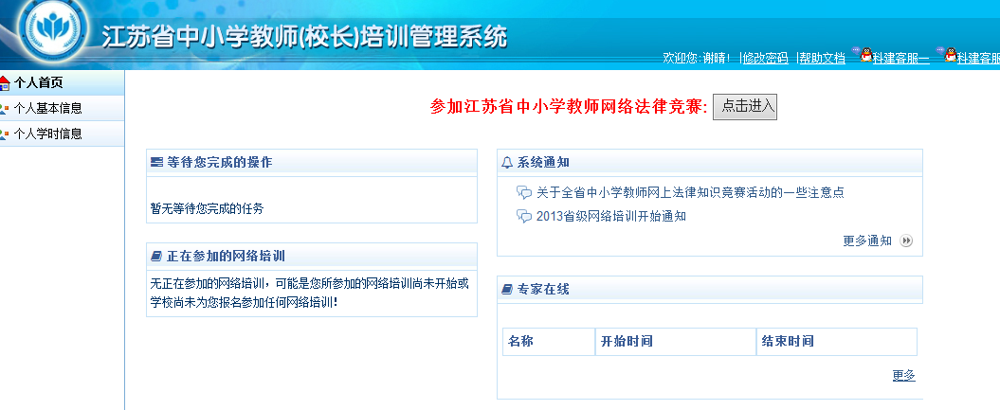 江苏省中小学教师(校长)培训管理系统
欢迎您:谢晴! |修改密码 |帮助文档 科建客服一 科建客服
个人首页
个人基本信息
个人学时信息
参加江苏省中小学教师网络法律竞赛: 点击进入
等待您完成的操作
暂无等待您完成的任务
正在参加的网络培训
无正在参加的网络培训，可能是您所参加的网络培训尚未开始或
学校尚未为您报名参加任何网络培训!
系统通知
关于全省中小学教师网上法律知识竞赛活动的一些注意点
2013省级网络培训开始通知
更多通知
专家在线
名称 开始时间 结束时间
更多